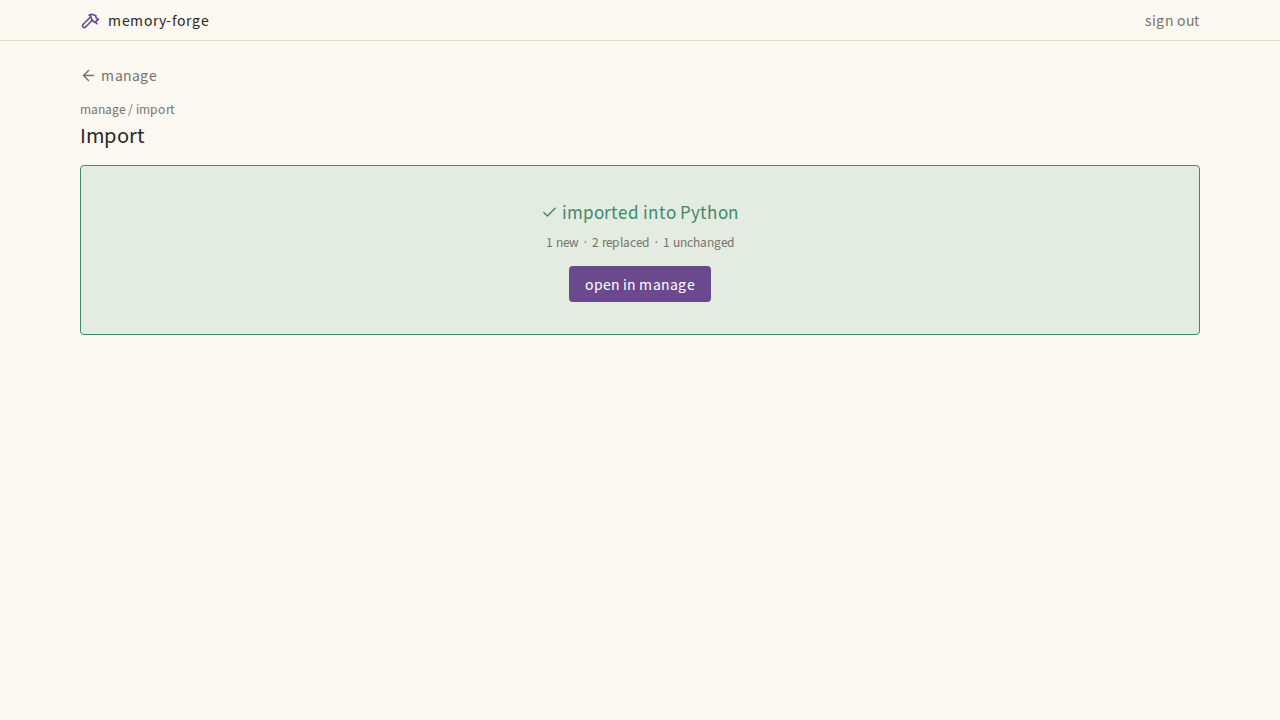 memory-forge
sign out
manage
manage / import
Import
imported into Python
1 new · 2 replaced · 1 unchanged
open in manage